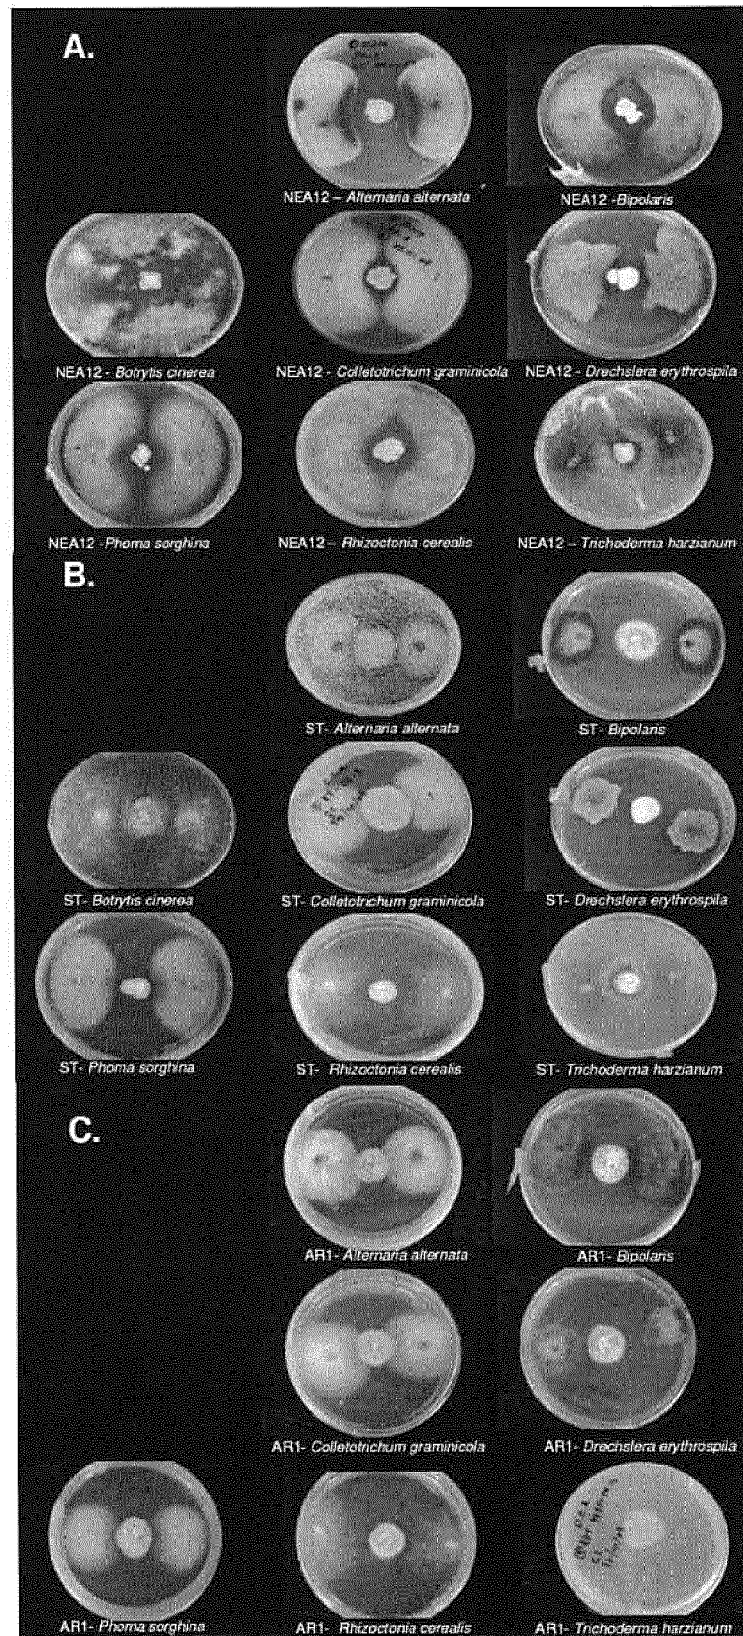 A.
NEA12 – Alternaria alternata
NEA12 -Bipolaris
NEA12 - Botrytis cinerea
NEA12 - Colletotrichum graminicola
NEA12 - Drechslera erythrospila
NEA12 -Phoma sorghina
NEA12 – Rhizoctonia cerealis
NEA12 – Trichoderma harzianum
B.
ST- Alternaria alternata
ST- Bipolaris
ST- Botrytis cinerea
ST- Colletotrichum graminicola
ST- Drechslera erythrospila
ST- Phoma sorghina
ST- Rhizoctonia cerealis
ST- Trichoderma harzianum
C.
AR1- Alternaria alternata
AR1- Bipolaris
AR1- Colletotrichum graminicola
AR1- Drechslera erythrospila
AR1- Phoma sorghina
AR1- Rhizoctonia cerealis
AR1- Trichoderma harzianum